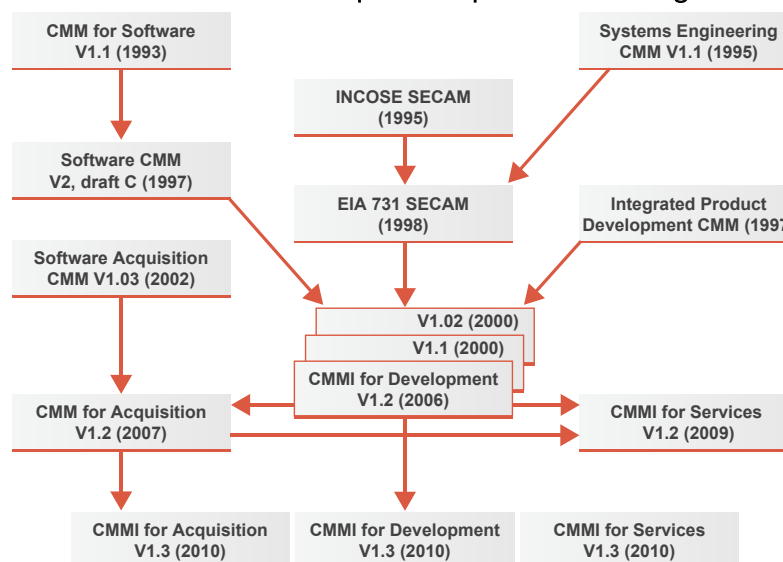 CMM for Software
V1.1 (1993)
Systems Engineering
CMM V1.1 (1995)
INCOSE SECAM
(1995)
Software CMM
V2, draft C (1997)
EIA 731 SECAM
(1998)
Integrated Product
Development CMM (1997
Software Acquisition
CMM V1.03 (2002)
V1.02 (2000)
V1.1 (2000)
CMMI for Development
V1.2 (2006)
CMM for Acquisition
V1.2 (2007)
CMMI for Services
V1.2 (2009)
CMMI for Acquisition
V1.3 (2010)
CMMI for Development
V1.3 (2010)
CMMI for Services
V1.3 (2010)